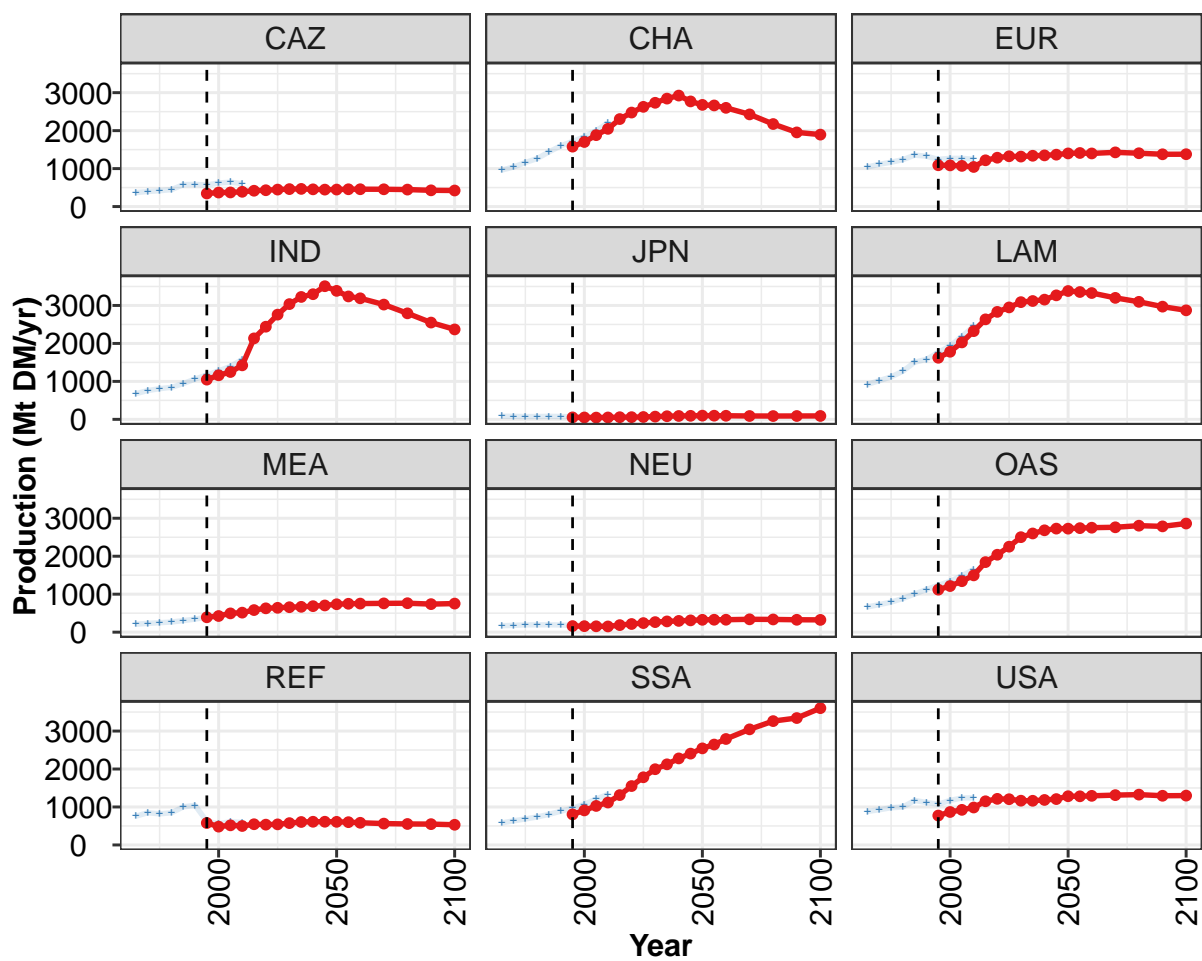 CAZ CHA EUR
3000
2000
1000
0
IND JPN LAM
3000
2000
1000
0
MEA NEU OAS
3000
2000
1000
0
REF SSA USA
3000
2000
1000
0
2000 2050 2100 2000 2050 2100 2000 2050 2100
Year
Production (Mt DM/yr)